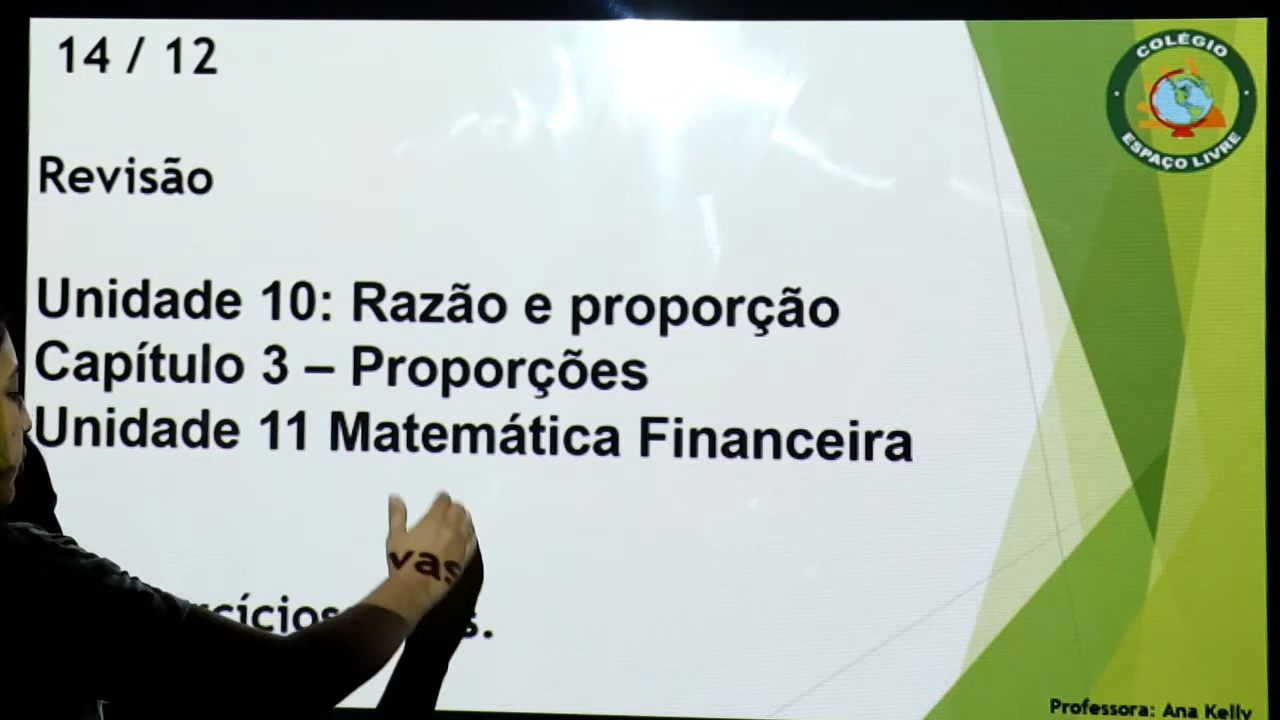 14 / 12
COLÉGIO
ESPAÇO LIVRE
Revisão
Unidade 10: Razão e proporção
Capítulo 3 – Proporções
Unidade 11 Matemática Financeira
Professora: Ana Kelly